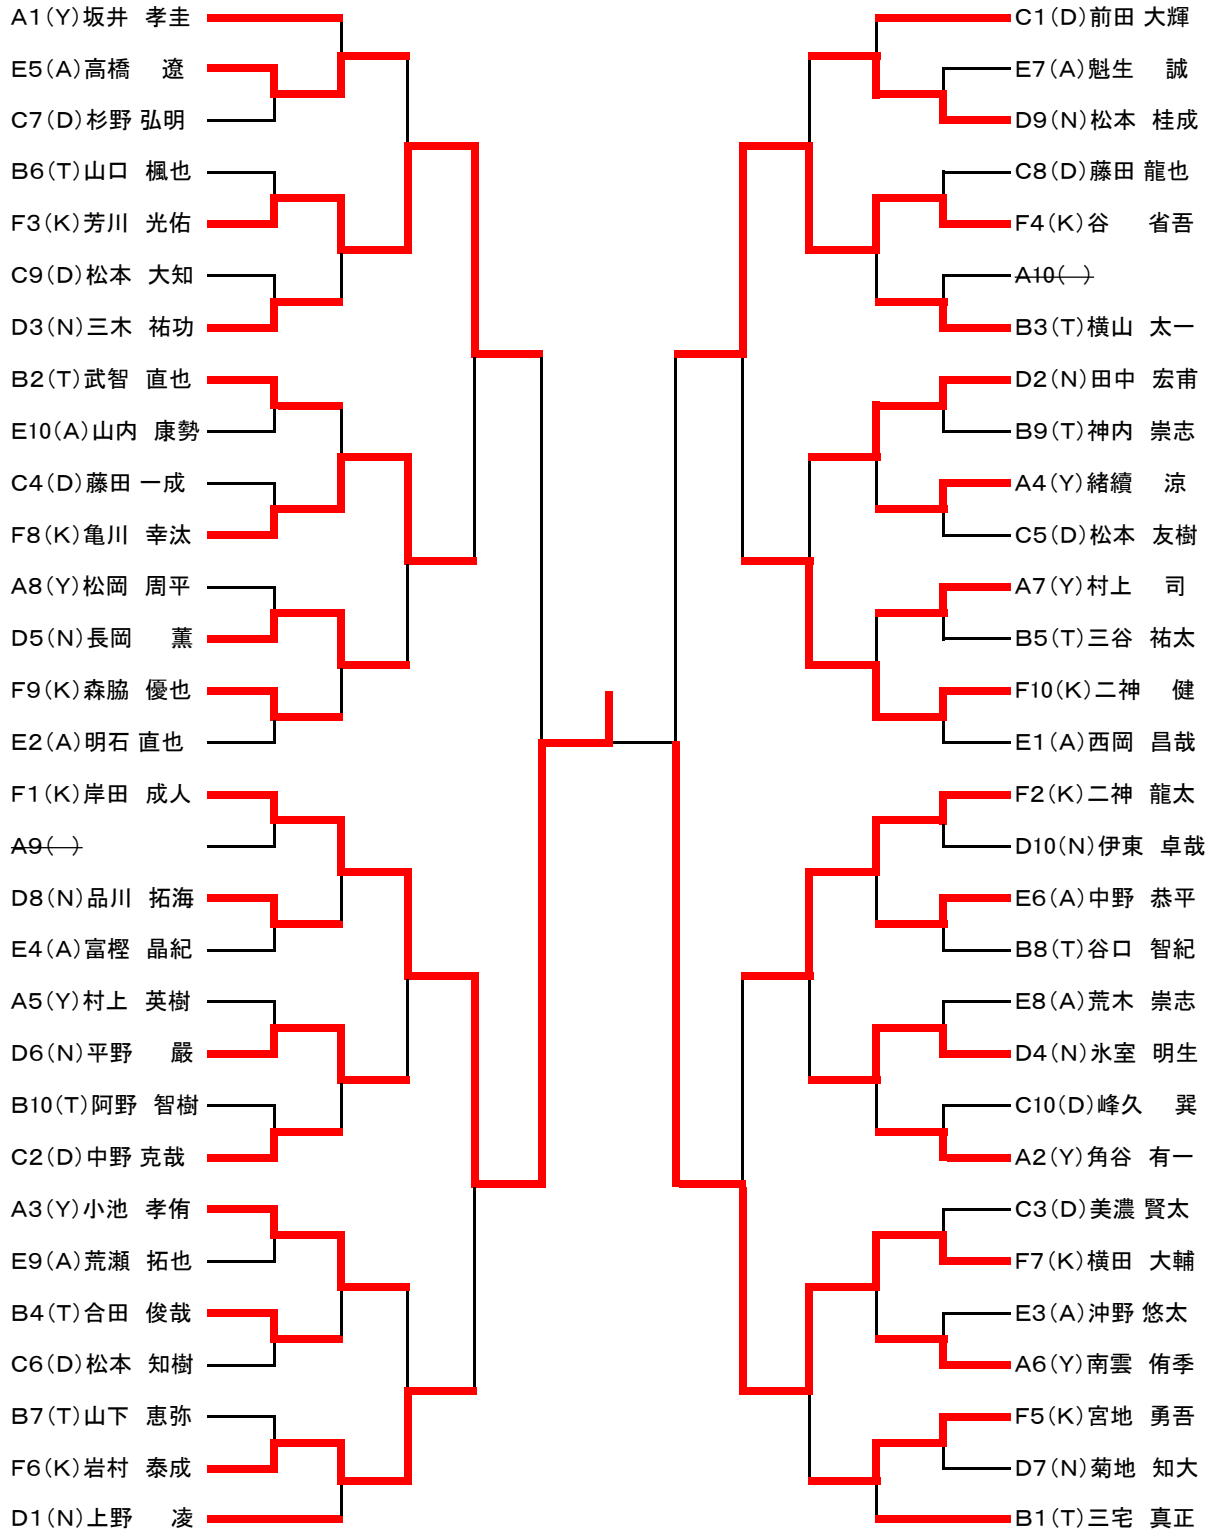 A1(Y)坂井 孝圭
E5(A)高橋 遼
C7(D)杉野 弘明
B6(T)山口 楓也
F3(K)芳川 光佑
C9(D)松本 大知
D3(N)三木 祐功
B2(T)武智 直也
E10(A)山内 康勢
C4(D)藤田 一成
F8(K)亀川 幸汰
A8(Y)松岡 周平
D5(N)長岡 薫
F9(K)森脇 優也
E2(A)明石 直也
F1(K)岸田 成人
A9( )
D8(N)品川 拓海
E4(A)富樫 晶紀
A5(Y)村上 英樹
D6(N)平野 嚴
B10(T)阿野 智樹
C2(D)中野 克哉
A3(Y)小池 孝侑
E9(A)荒瀬 拓也
B4(T)合田 俊哉
C6(D)松本 知樹
B7(T)山下 恵弥
F6(K)岩村 泰成
D1(N)上野 凌
C1(D)前田 大輝
E7(A)魁生 誠
D9(N)松本 桂成
C8(D)藤田 龍也
F4(K)谷 省吾
A10( )
B3(T)横山 太一
D2(N)田中 宏甫
B9(T)神内 崇志
A4(Y)緒續 涼
C5(D)松本 友樹
A7(Y)村上 司
B5(T)三谷 祐太
F10(K)二神 健
E1(A)西岡 昌哉
F2(K)二神 龍太
D10(N)伊東 卓哉
E6(A)中野 恭平
B8(T)谷口 智紀
E8(A)荒木 崇志
D4(N)氷室 明生
C10(D)峰久 巽
A2(Y)角谷 有一
C3(D)美濃 賢太
F7(K)横田 大輔
E3(A)沖野 悠太
A6(Y)南雲 侑季
F5(K)宮地 勇吾
D7(N)菊地 知大
B1(T)三宅 真正